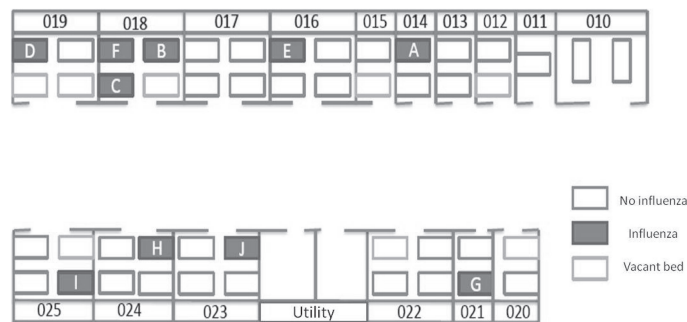 019 018 017 016 015 014 013 012 011 010
D F B E A
C
No influenza
Influenza
Vacant bed
H J
I G
025 024 023 Utility 022 021 020